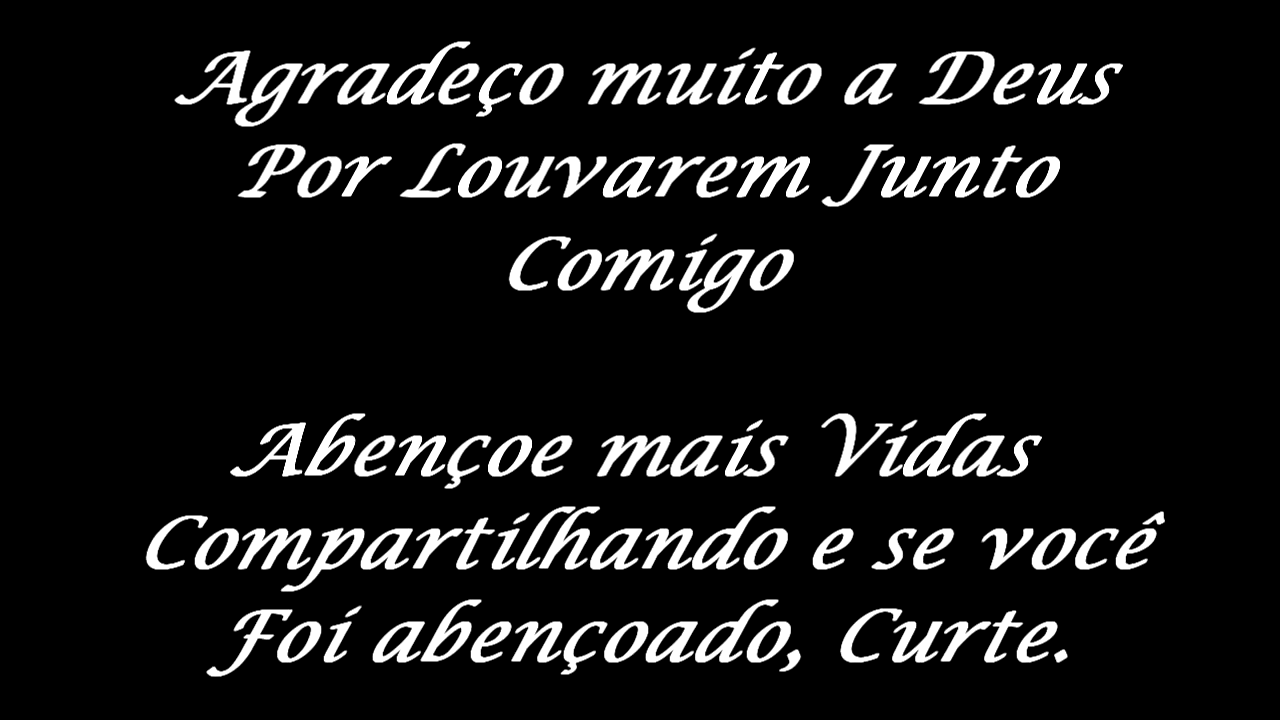 Agradeço muito a Deus
Por Louvarem Junto
Comigo
Abençoe mais Vidas
Compartilhando e se você
Foi abençoado, Curte.